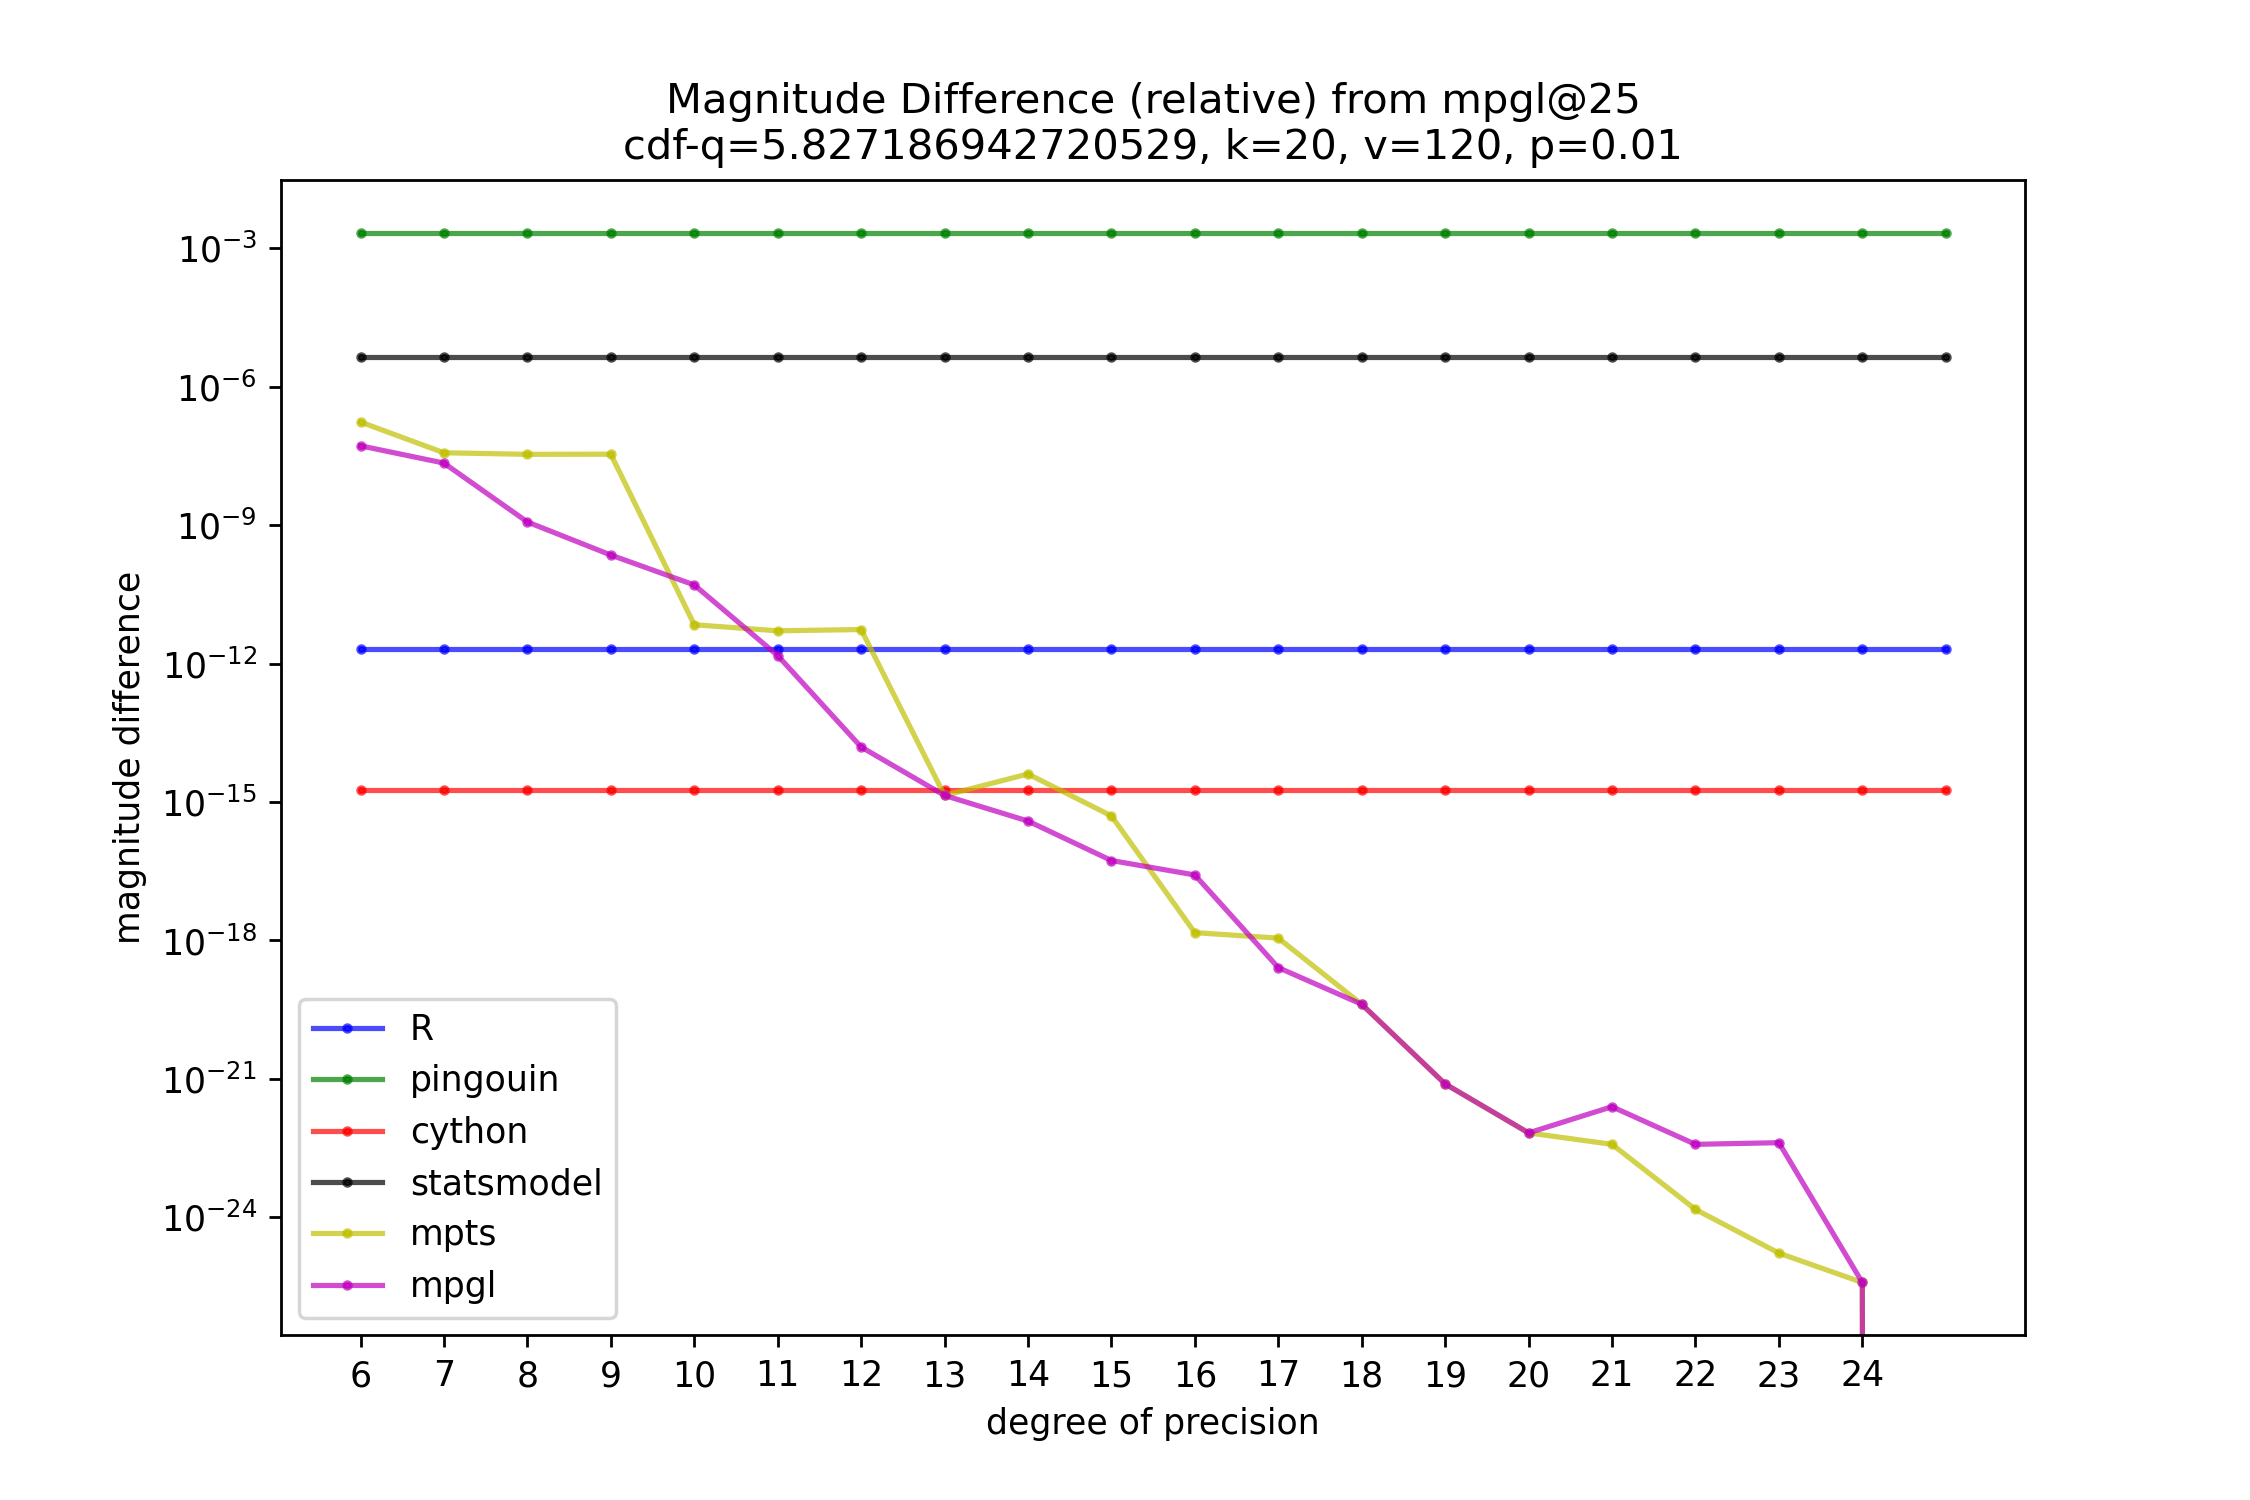 Magnitude Difference (relative) from mpgl@25
cdf-q=5.827186942720529, k=20, v=120, p=0.01
magnitude difference
10⁻³
10⁻⁶
10⁻⁹
10⁻¹²
10⁻¹⁵
10⁻¹⁸
10⁻²¹
10⁻²⁴
R
pingouin
cython
statsmodel
mpts
mpgl
6 7 8 9 10 11 12 13 14 15 16 17 18 19 20 21 22 23 24
degree of precision